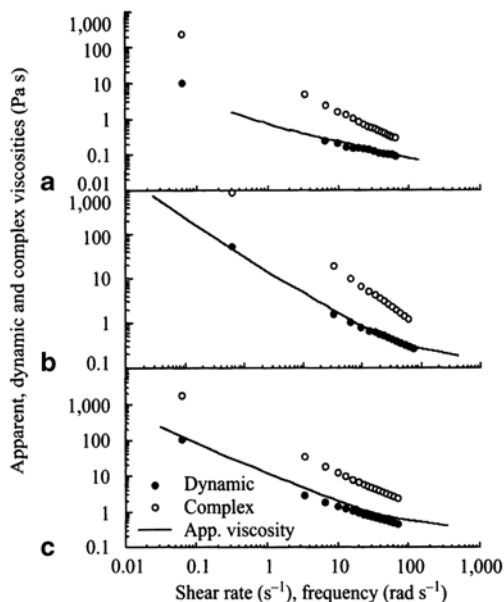 Apparent, dynamic and complex viscosities (Pa s)
1,000
100
10
1
0.1
0.01
a
1,000
100
10
1
0.1
b
1,000
100
10
1
0.1
c
Dynamic
Complex
App. viscosity
0.01 0.1 1 10 100 1,000
Shear rate (s⁻¹), frequency (rad s⁻¹)